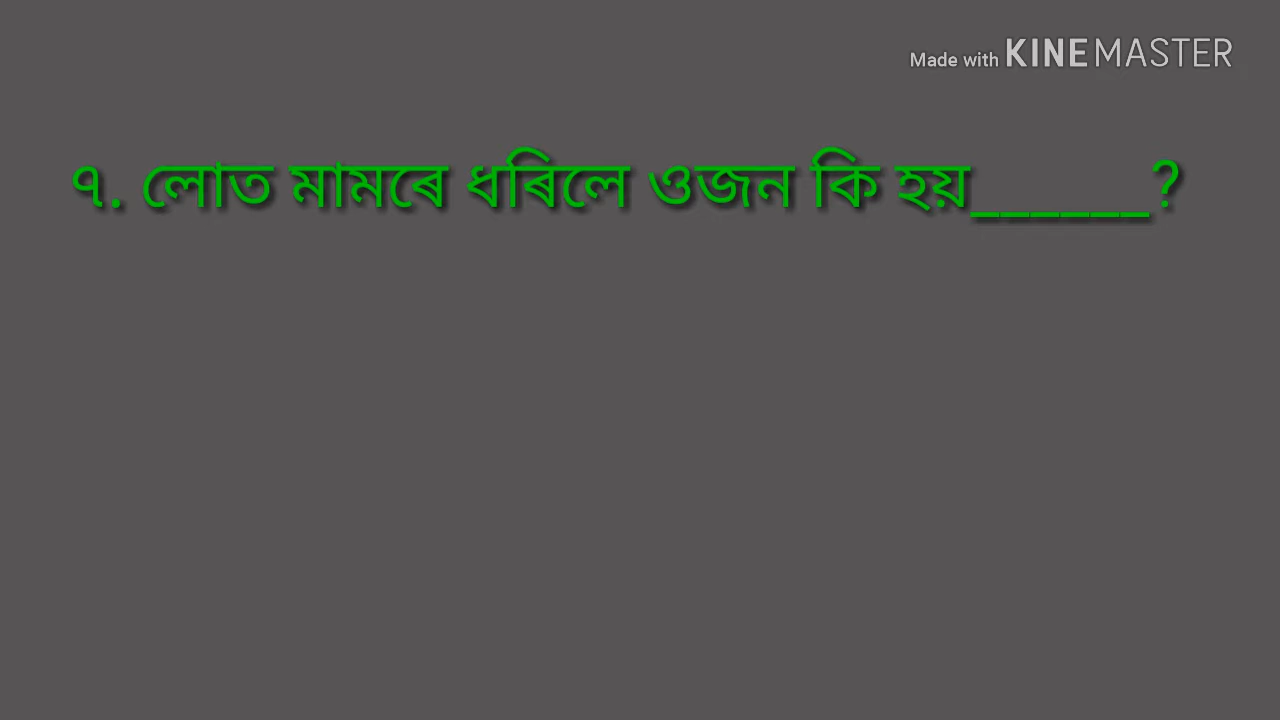 Made with KINEMASTER
৭. লোত মামৰে ধৰিলে ওজন কি হয়______?